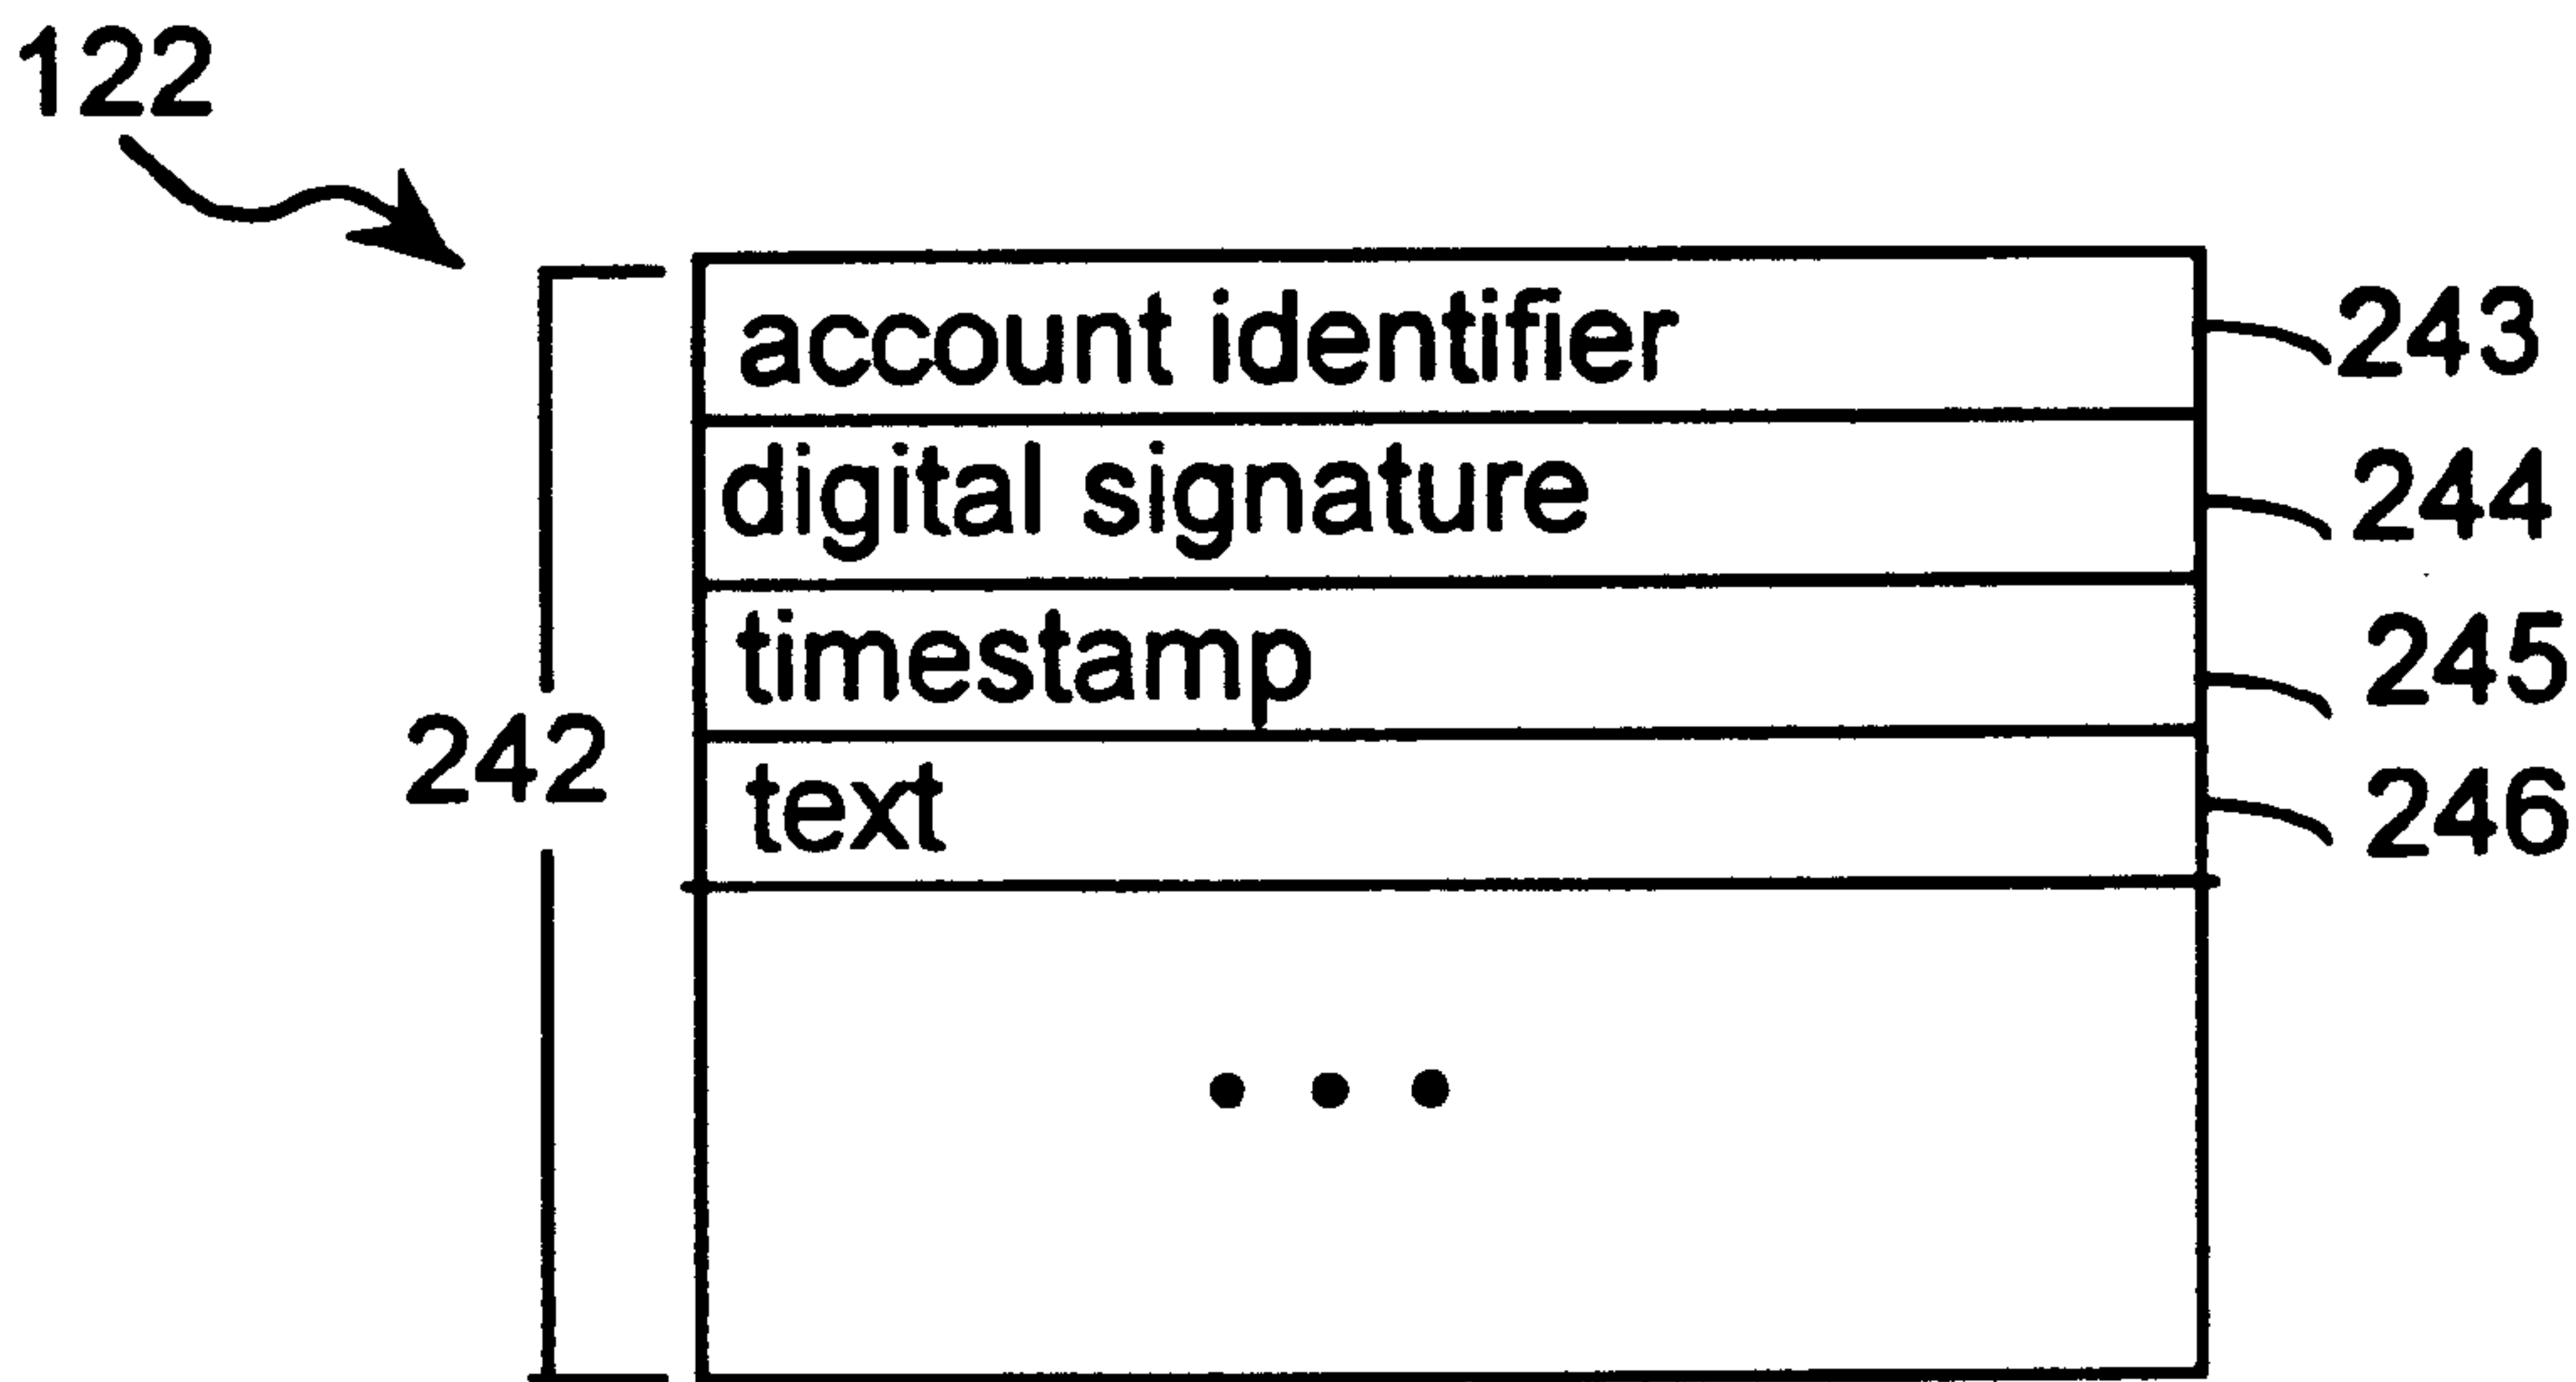 122
account identifier 243
digital signature 244
timestamp 245
242
text 246
• • •